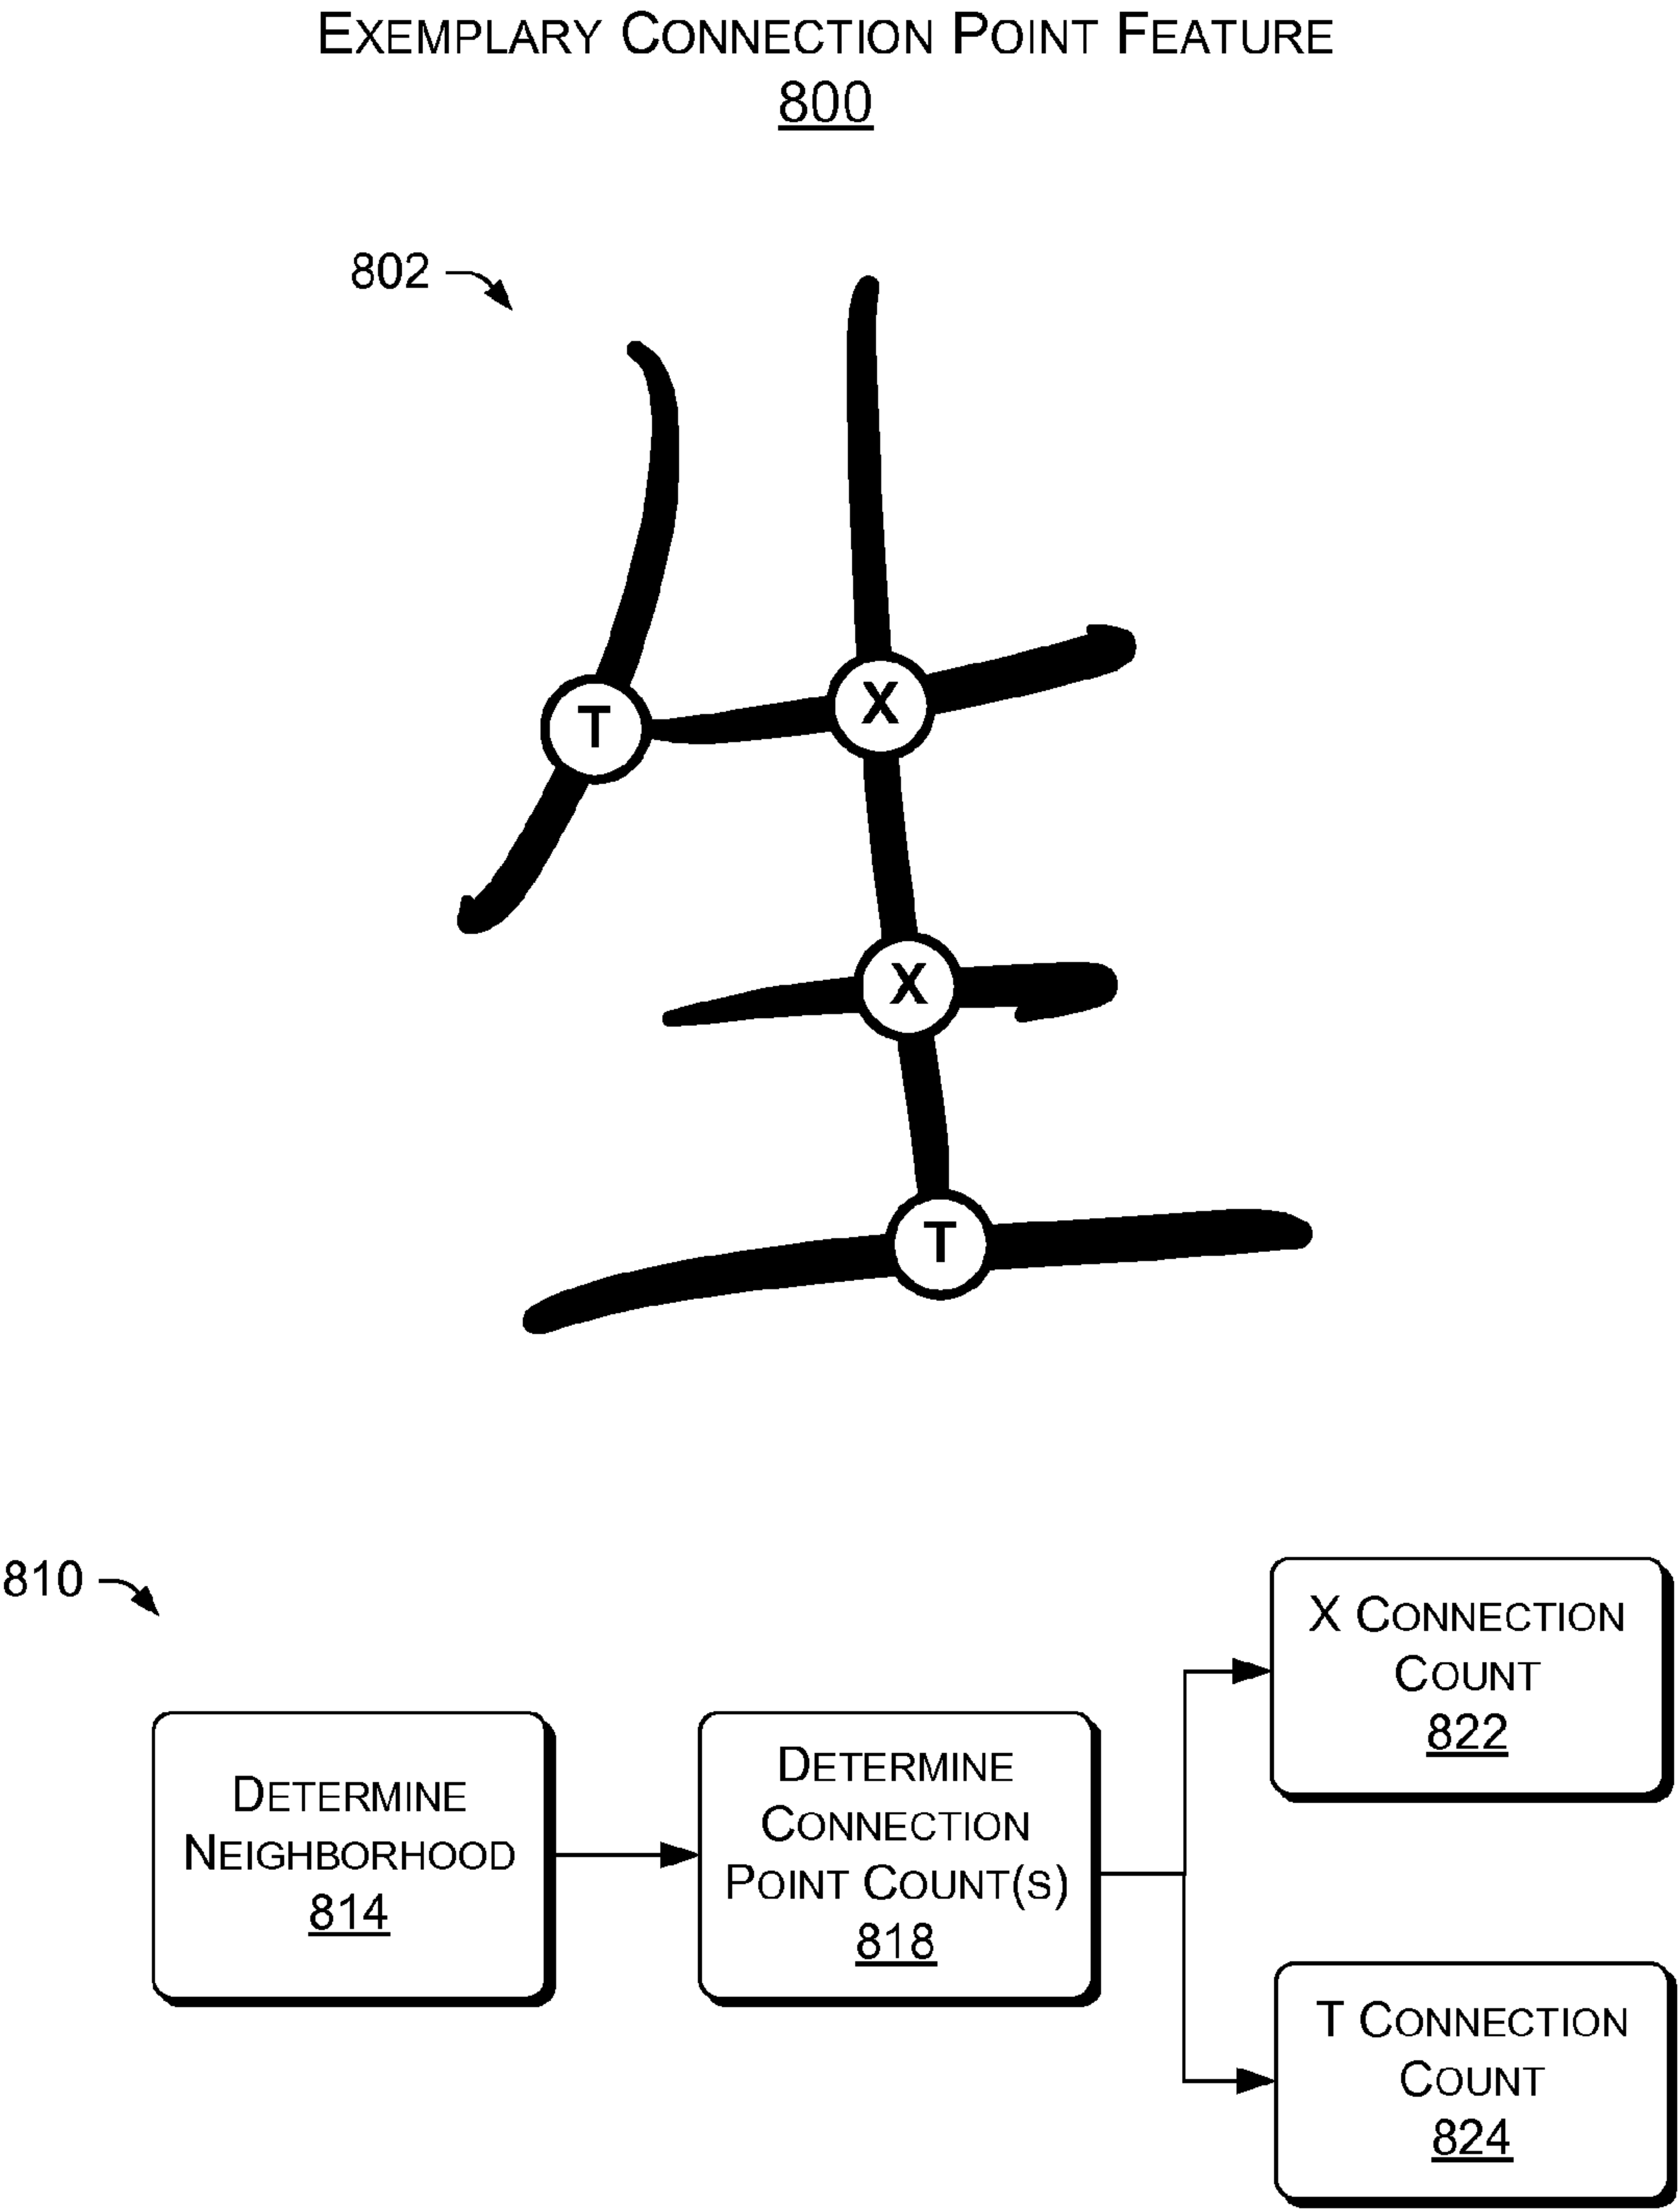 EXEMPLARY CONNECTION POINT FEATURE
800
802
T
X
X
T
810
DETERMINE
NEIGHBORHOOD
814
DETERMINE
CONNECTION
POINT COUNT(S)
818
X CONNECTION
COUNT
822
T CONNECTION
COUNT
824